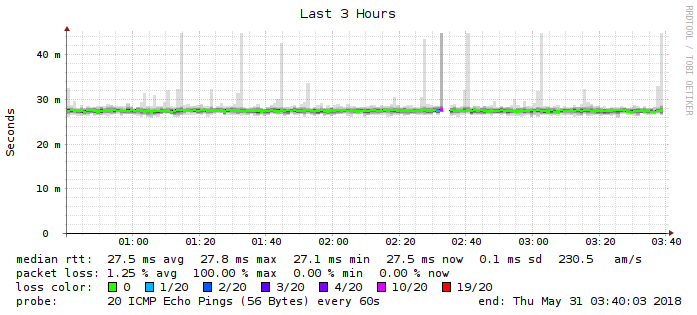 Last 3 Hours
RRDTOOL / TOBI OETIKER
Seconds
40 m
30 m
20 m
10 m
0
01:00 01:20 01:40 02:00 02:20 02:40 03:00 03:20 03:40
median rtt: 27.5 ms avg 27.8 ms max 27.1 ms min 27.5 ms now 0.1 ms sd 230.5 am/s
packet loss: 1.25 % avg 100.00 % max 0.00 % min 0.00 % now
loss color: 0 1/20 2/20 3/20 4/20 10/20 19/20
probe: 20 ICMP Echo Pings (56 Bytes) every 60s end: Thu May 31 03:40:03 2018